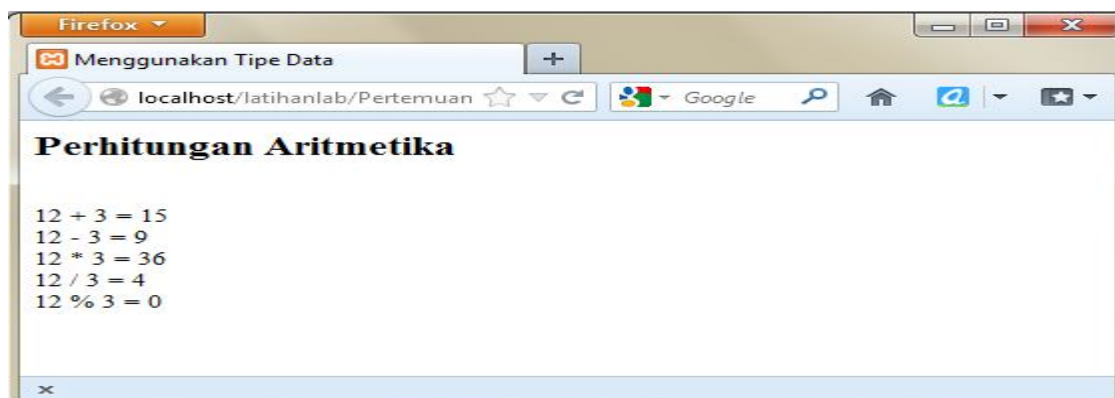 Firefox
Menggunakan Tipe Data
localhost/latihanlab/Pertemuan
Google
Perhitungan Aritmetika
12 + 3 = 15
12 - 3 = 9
12 * 3 = 36
12 / 3 = 4
12 % 3 = 0